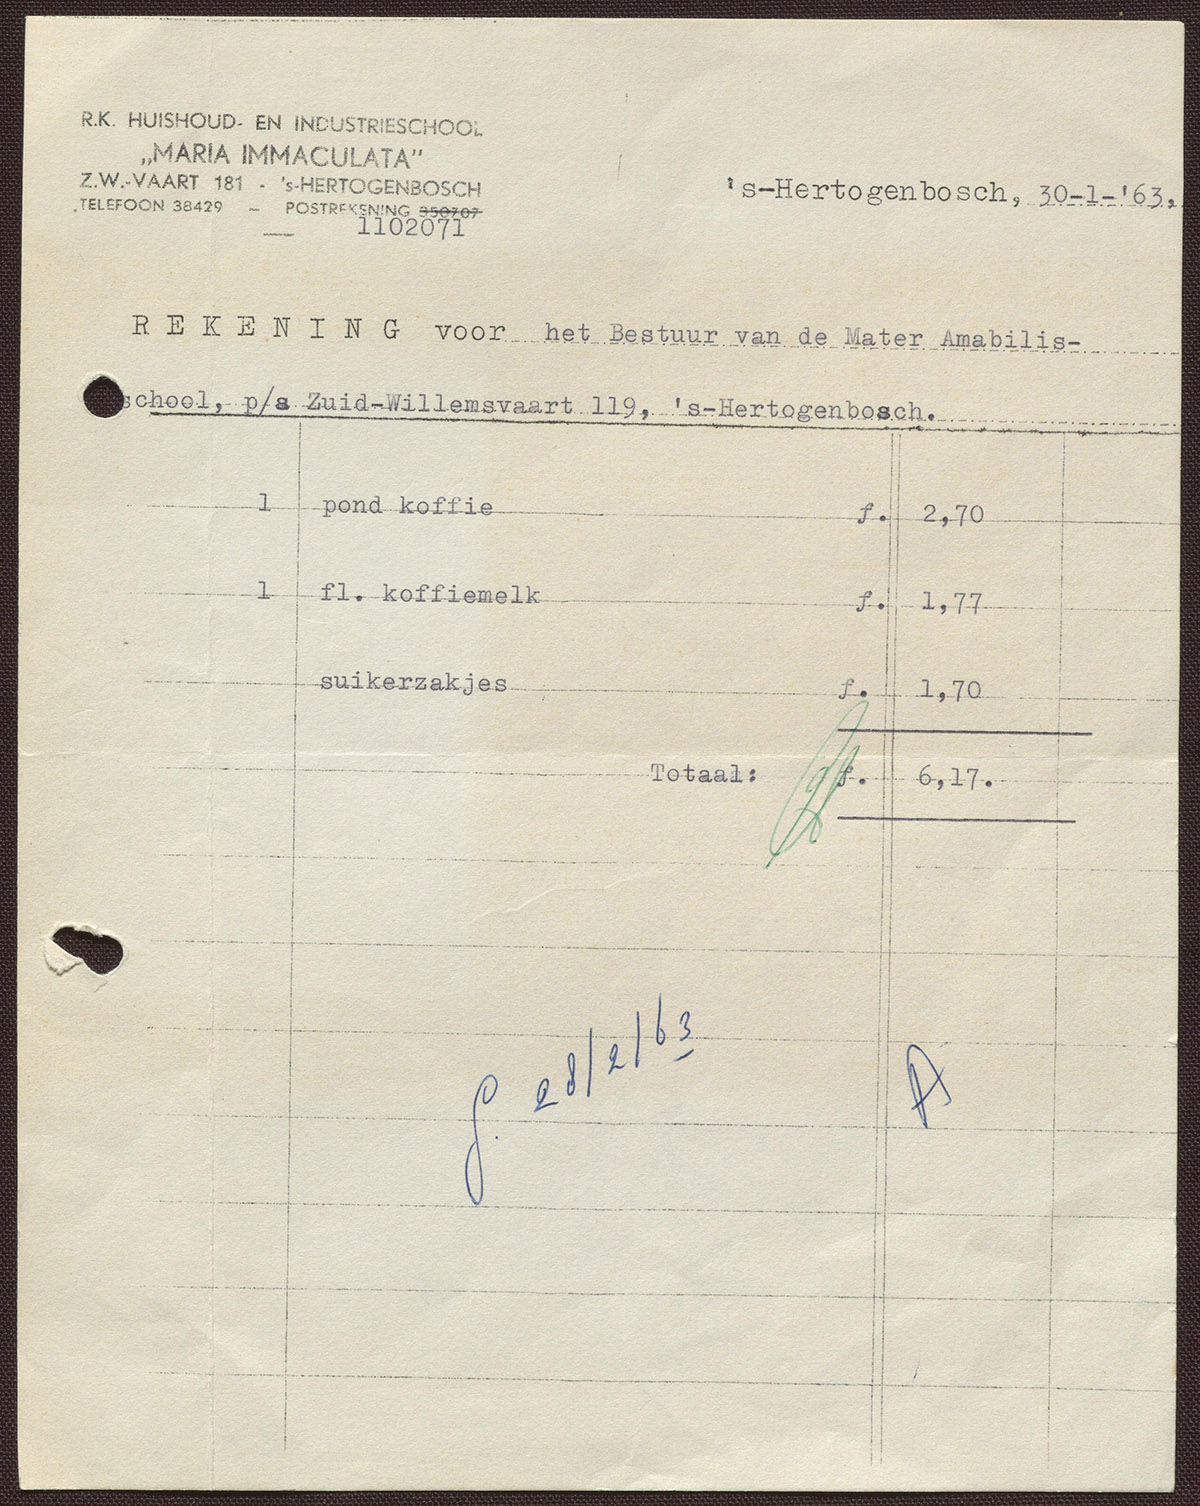 R.K. HUISHOUD- EN INDUSTRIESCHOOL
„MARIA IMMACULATA”
Z.W.-VAART 181 - 's-HERTOGENBOSCH
TELEFOON 38429 – POSTREKENING 350707
1102071
's-Hertogenbosch, 30-1-'63,
REKENING voor het Bestuur van de Mater Amabilis-
school, p/a Zuid-Willemsvaart 119, 's-Hertogenbosch.
1 pond koffie f. 2,70
1 fl. koffiemelk f. 1,77
suikerzakjes f. 1,70
Totaal: f. 6,17.
28/2/63